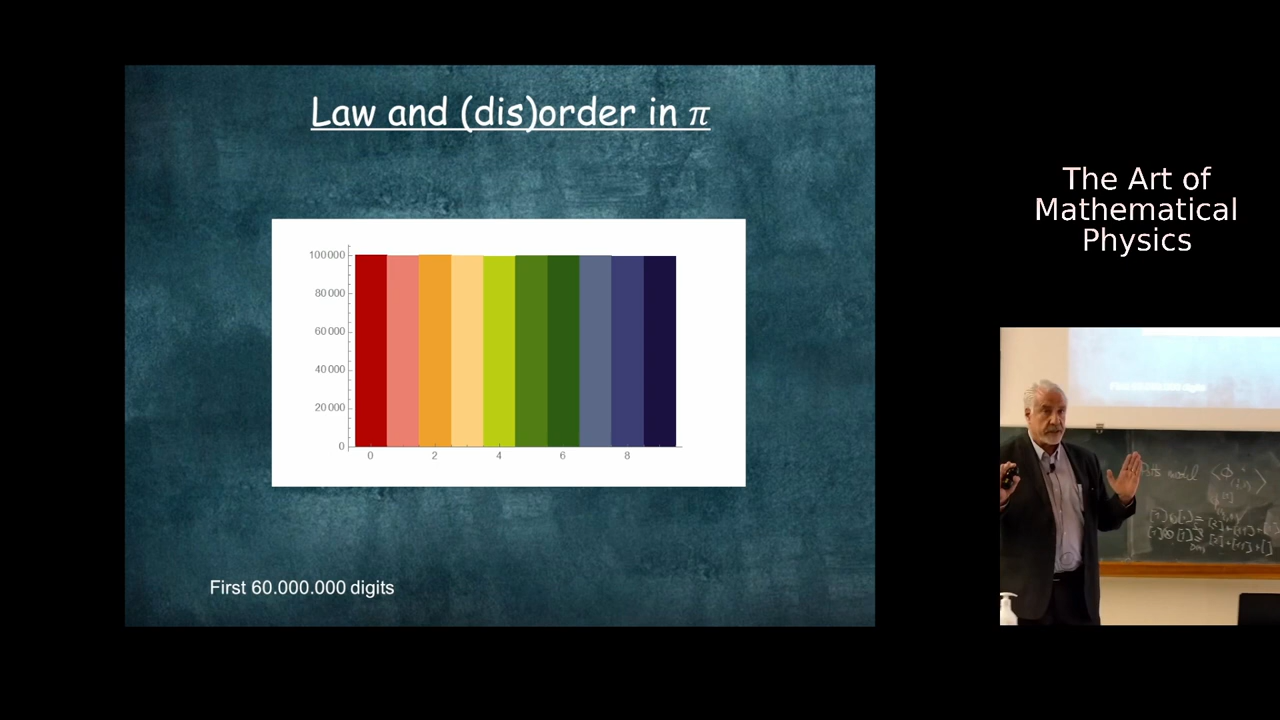 Law and (dis)order in π
100 000
80 000
60 000
40 000
20 000
0
0 2 4 6 8
First 60.000.000 digits
The Art of
Mathematical
Physics
model